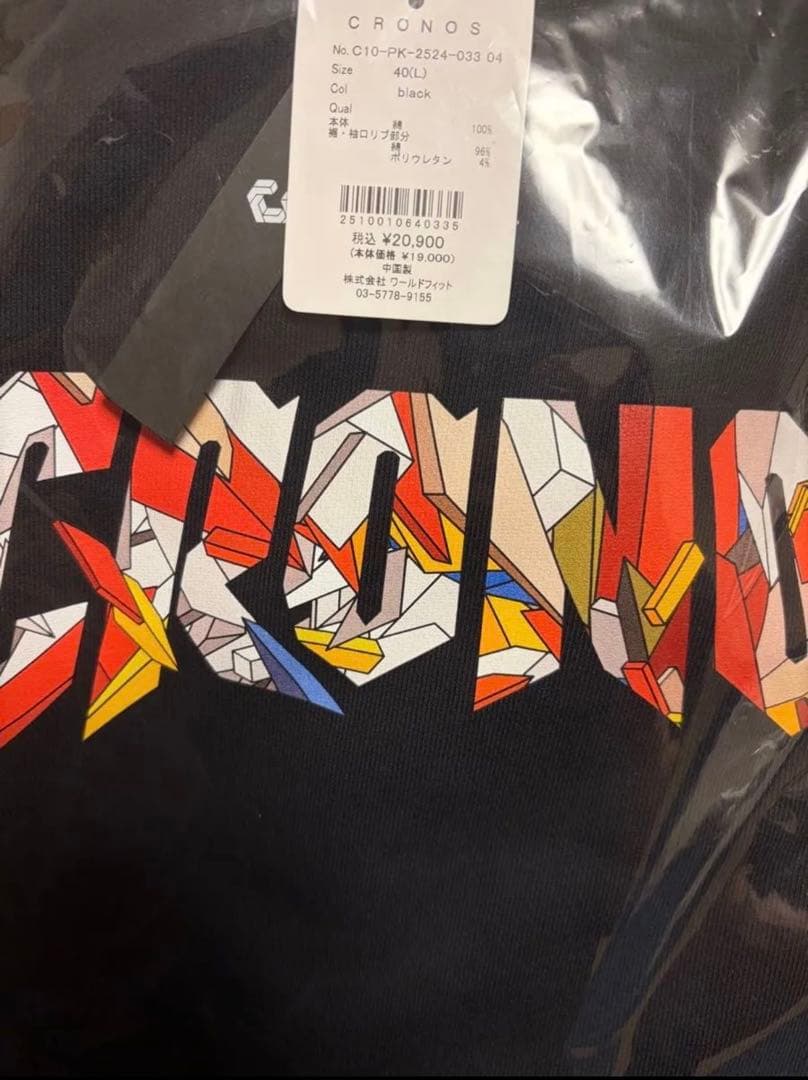 CRONOS
No. C10-PK-2524-033 04
Size 40(L)
Col black
Qual
本体 綿 100%
裾・袖口リブ部分
綿 96%
ポリウレタン 4%
2510010640335
税込 ¥20,900
(本体価格 ¥19,000)
中国製
株式会社 ワールドフィット
03-5778-9155
CRONO